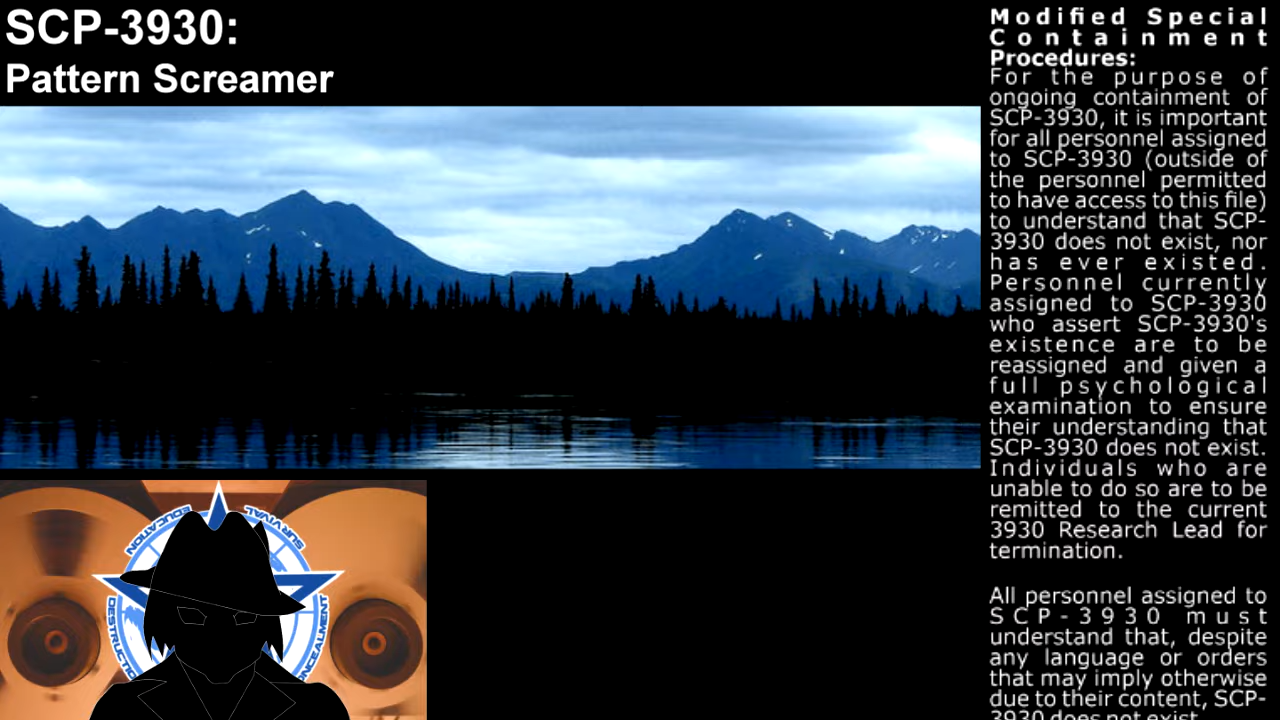 SCP-3930:
Pattern Screamer
Modified Special
Containment
Procedures:
For the purpose of
ongoing containment of
SCP-3930, it is important
for all personnel assigned
to SCP-3930 (outside of
the personnel permitted
to have access to this file)
to understand that SCP-
3930 does not exist, nor
has ever existed.
Personnel currently
assigned to SCP-3930
who assert SCP-3930's
existence are to be
reassigned and given a
full psychological
examination to ensure
their understanding that
SCP-3930 does not exist.
Individuals who are
unable to do so are to be
remitted to the current
3930 Research Lead for
termination.
All personnel assigned to
SCP-3930 must
understand that, despite
any language or orders
that may imply otherwise
due to their content, SCP-
3930 does not exist.
EDUCATION
SURVIVAL